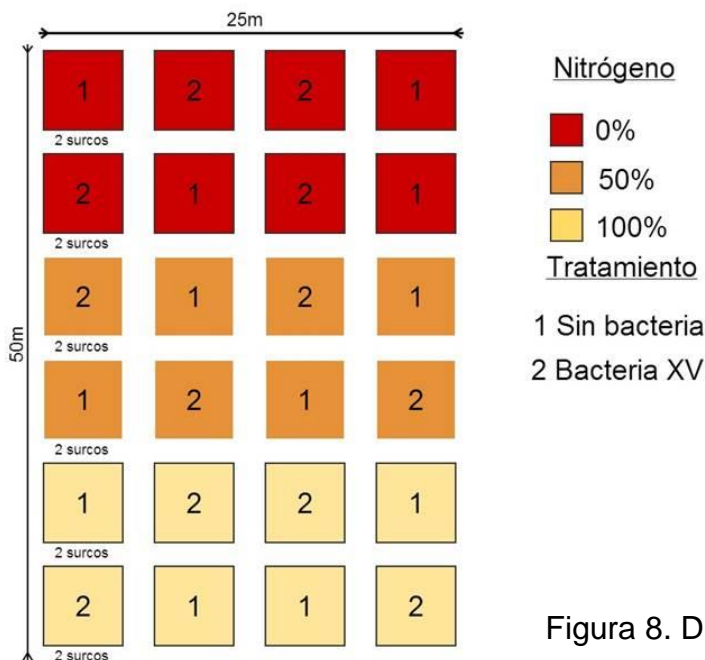 25m
50m
1 2 2 1
2 surcos
2 1 2 1
2 surcos
2 1 2 1
2 surcos
1 2 1 2
2 surcos
1 2 2 1
2 surcos
2 1 1 2
2 surcos
Nitrógeno
0%
50%
100%
Tratamiento
1 Sin bacteria
2 Bacteria XV
Figura 8. D